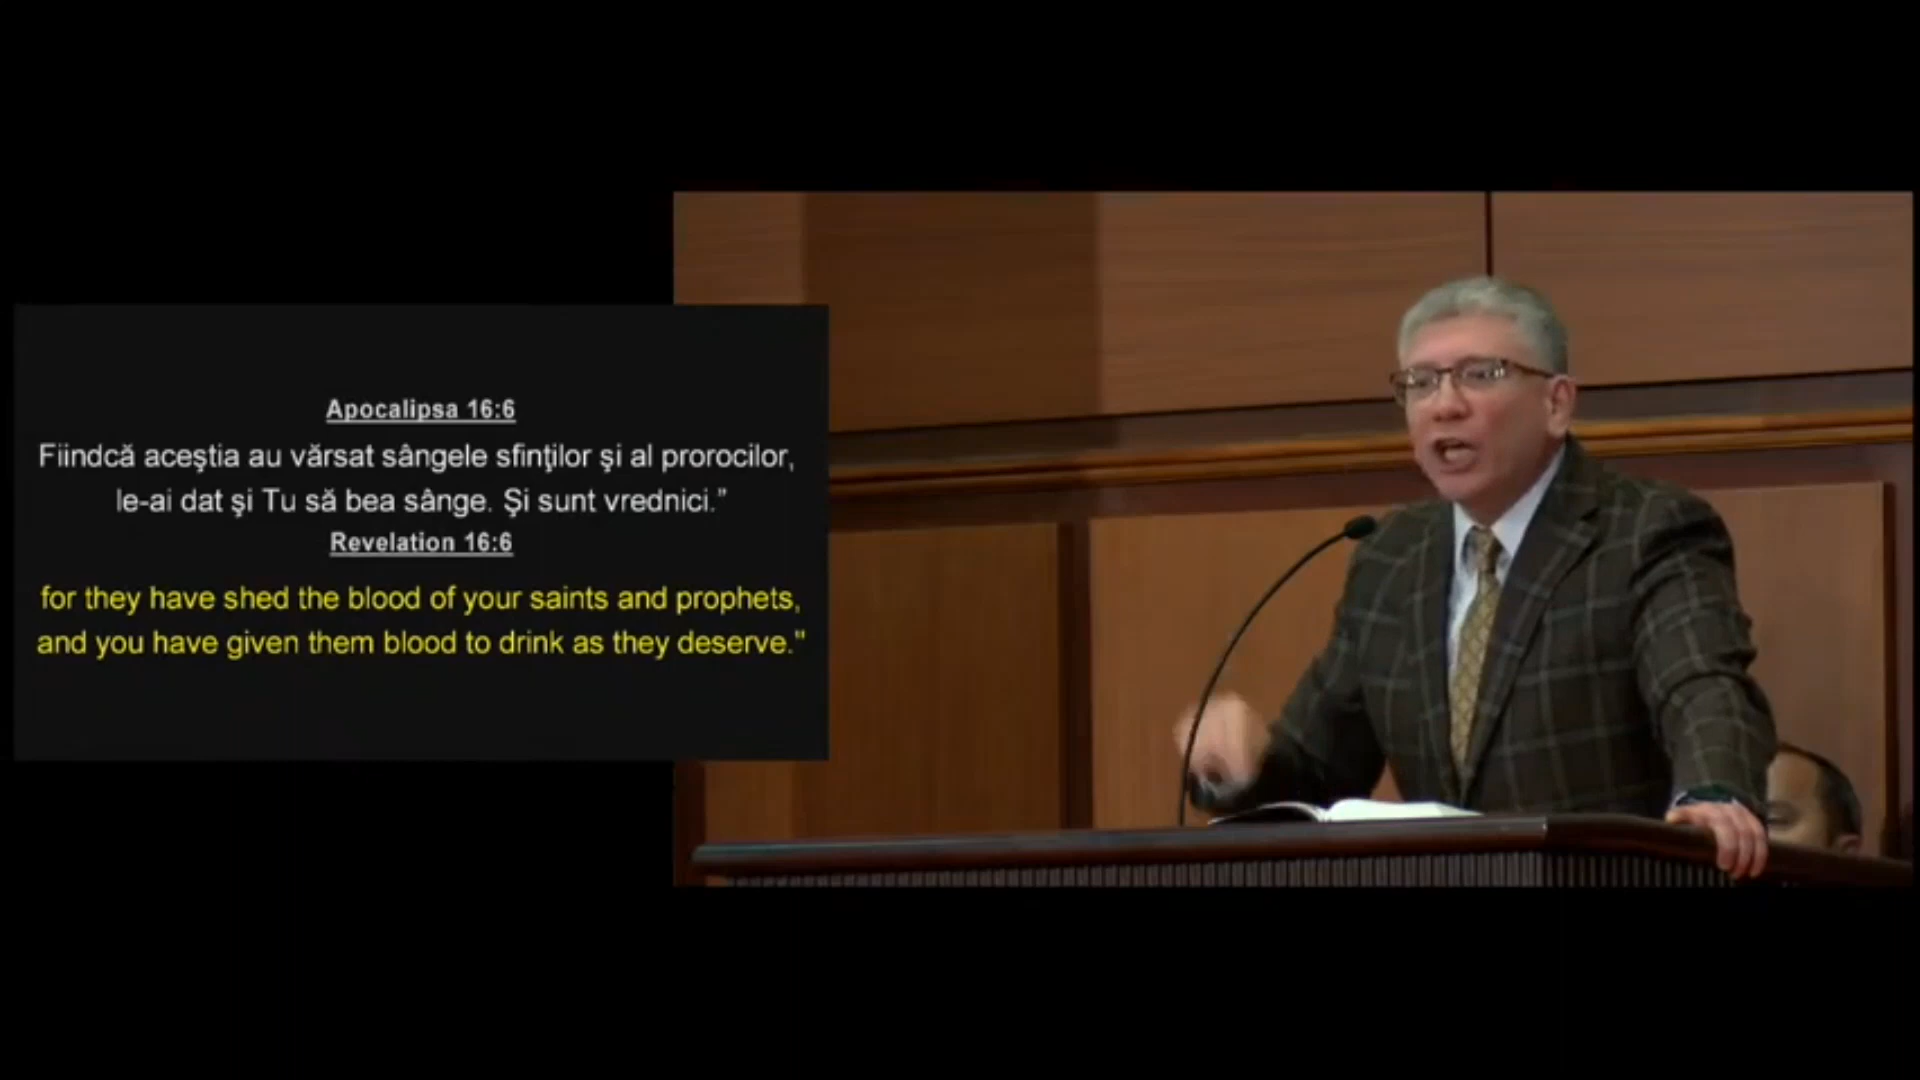 Apocalipsa 16:6
Fiindcă aceştia au vărsat sângele sfinţilor şi al prorocilor,
le-ai dat şi Tu să bea sânge. Şi sunt vrednici.”
Revelation 16:6
for they have shed the blood of your saints and prophets,
and you have given them blood to drink as they deserve."